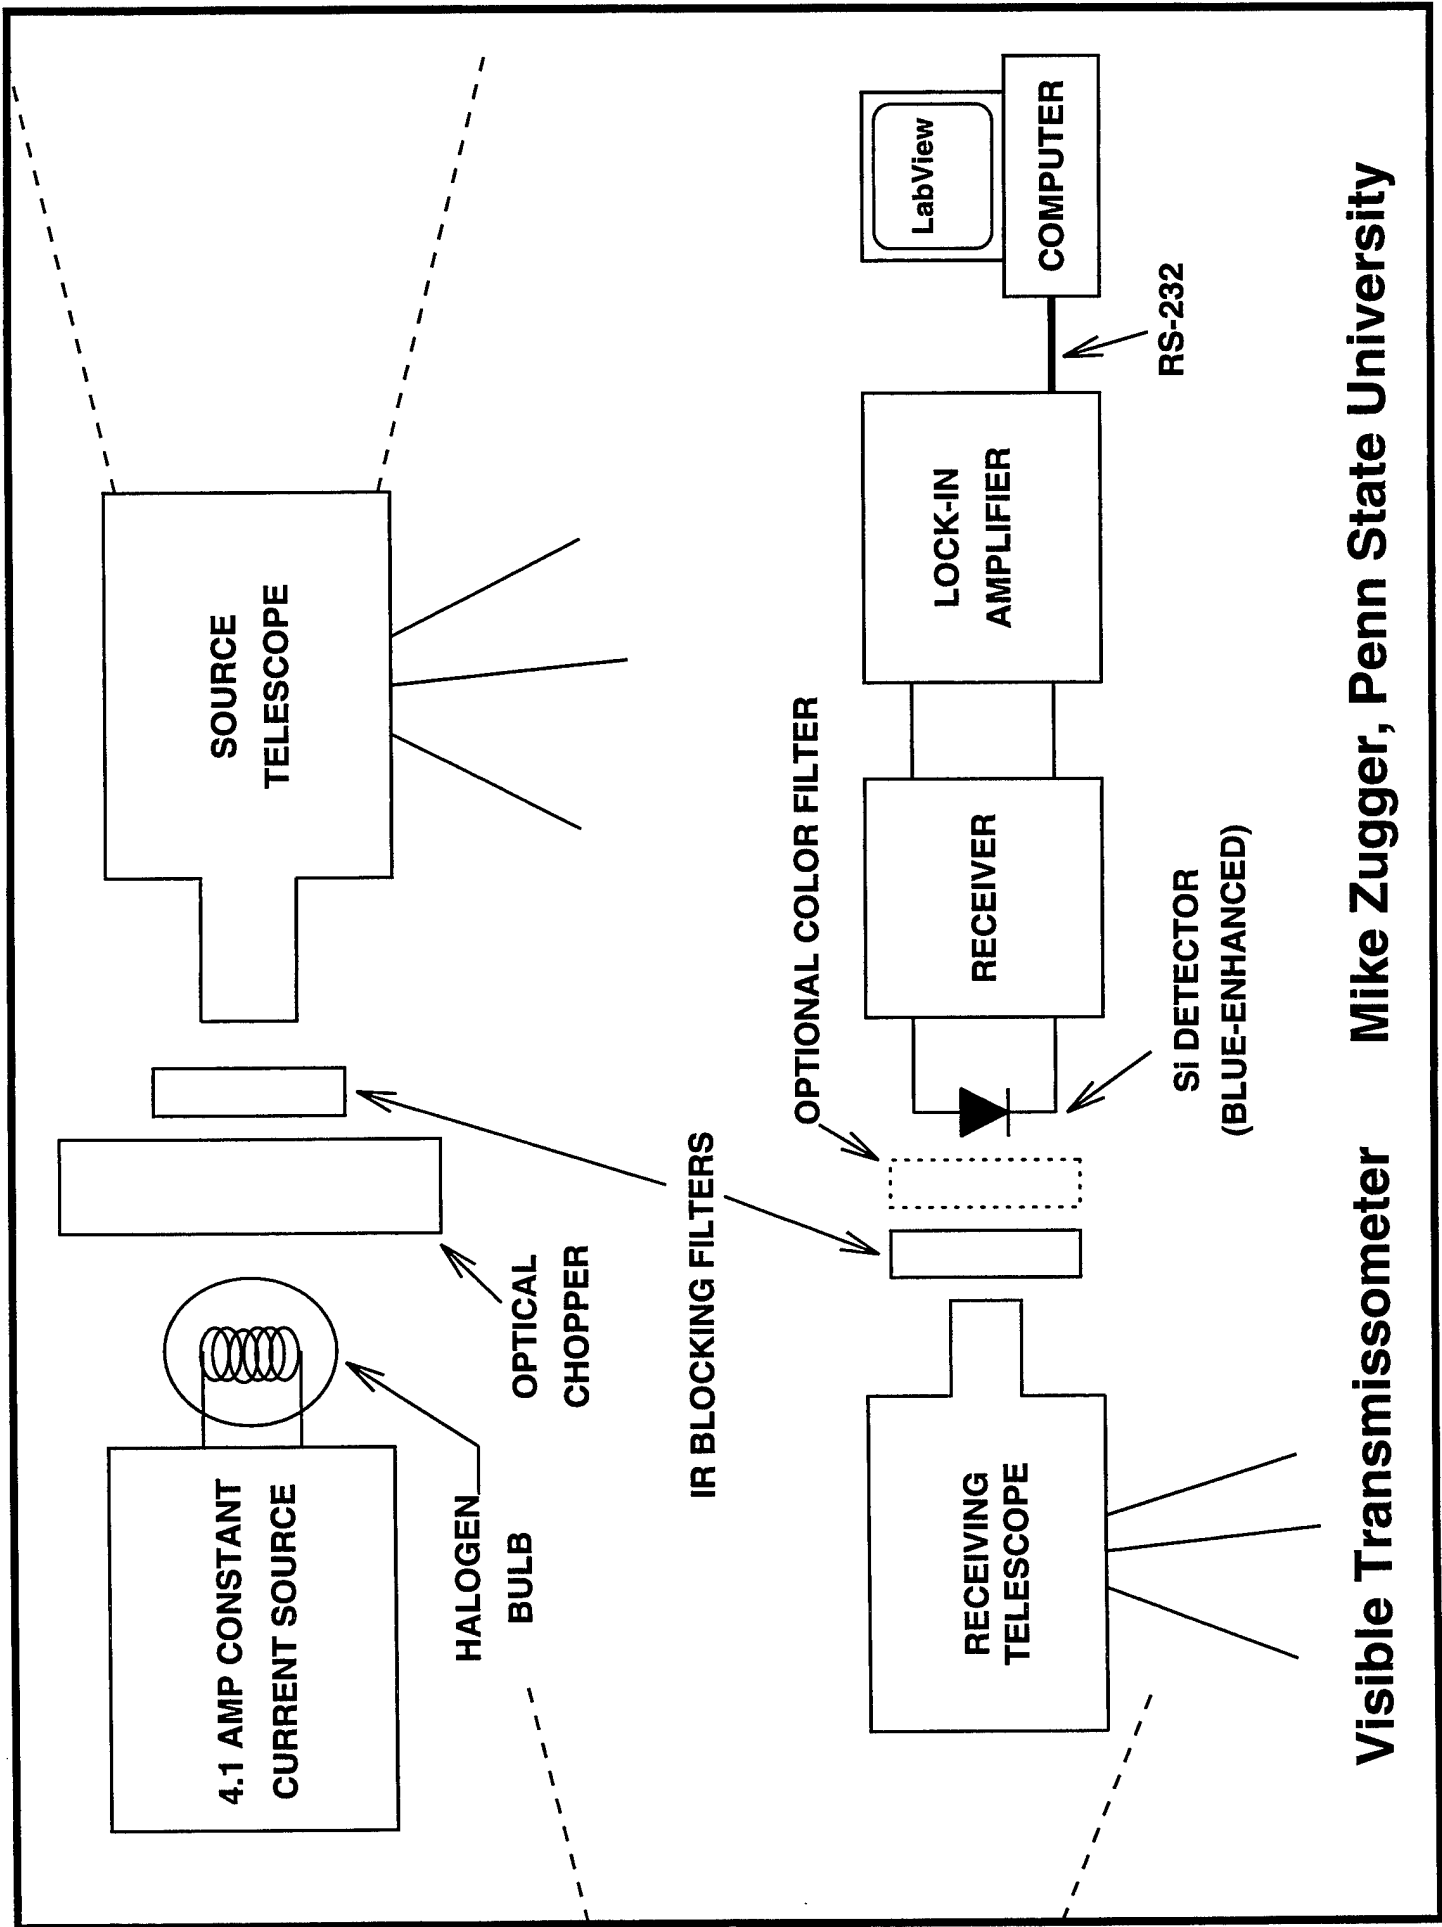 4.1 AMP CONSTANT
CURRENT SOURCE
HALOGEN
BULB
OPTICAL
CHOPPER
SOURCE
TELESCOPE
IR BLOCKING FILTERS
OPTIONAL COLOR FILTER
RECEIVING
TELESCOPE
Si DETECTOR
(BLUE-ENHANCED)
RECEIVER
LOCK-IN
AMPLIFIER
RS-232
LabView
COMPUTER
Visible Transmissometer
Mike Zugger, Penn State University